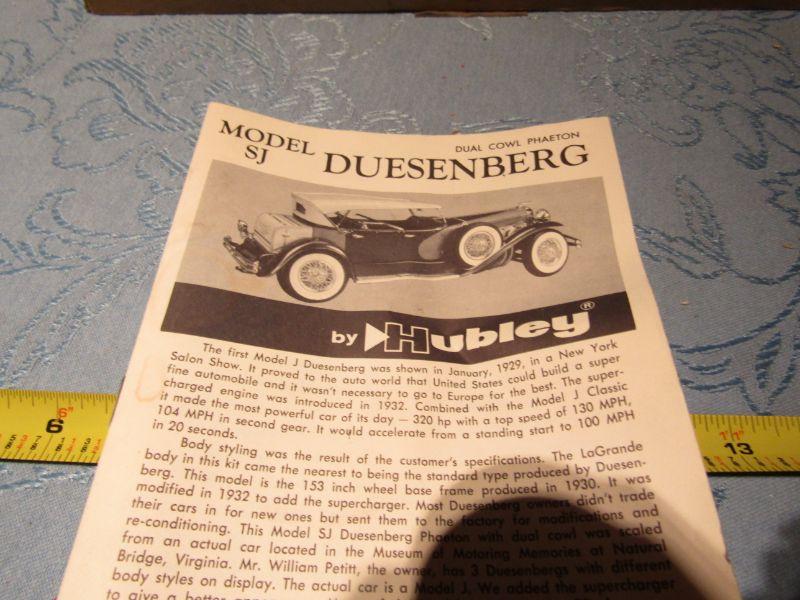 MODEL
SJ
DUAL COWL PHAETON
DUESENBERG
by Hubley®
The first Model J Duesenberg was shown in January, 1929, in a New York
Salon Show. It proved to the auto world that United States could build a super
fine automobile and it wasn't necessary to go to Europe for the best. The super-
charged engine was introduced in 1932. Combined with the Model J Classic
it made the most powerful car of its day — 320 hp with a top speed of 130 MPH,
104 MPH in second gear. It would accelerate from a standing start to 100 MPH
in 20 seconds.
Body styling was the result of the customer's specifications. The LaGrande
body in this kit came the nearest to being the standard type produced by Duesen-
berg. This model is the 153 inch wheel base frame produced in 1930. It was
modified in 1932 to add the supercharger. Most Duesenberg owners didn't trade
their cars in for new ones but sent them to the factory for modifications and
re-conditioning. This Model SJ Duesenberg Phaeton with dual cowl was scaled
from an actual car located in the Museum of Motoring Memories at Natural
Bridge, Virginia. Mr. William Petitt, the owner, has 3 Duesenbergs with different
body styles on display. The actual car is a Model J. We added the supercharger
to give a better
6"
6
1'1"
13